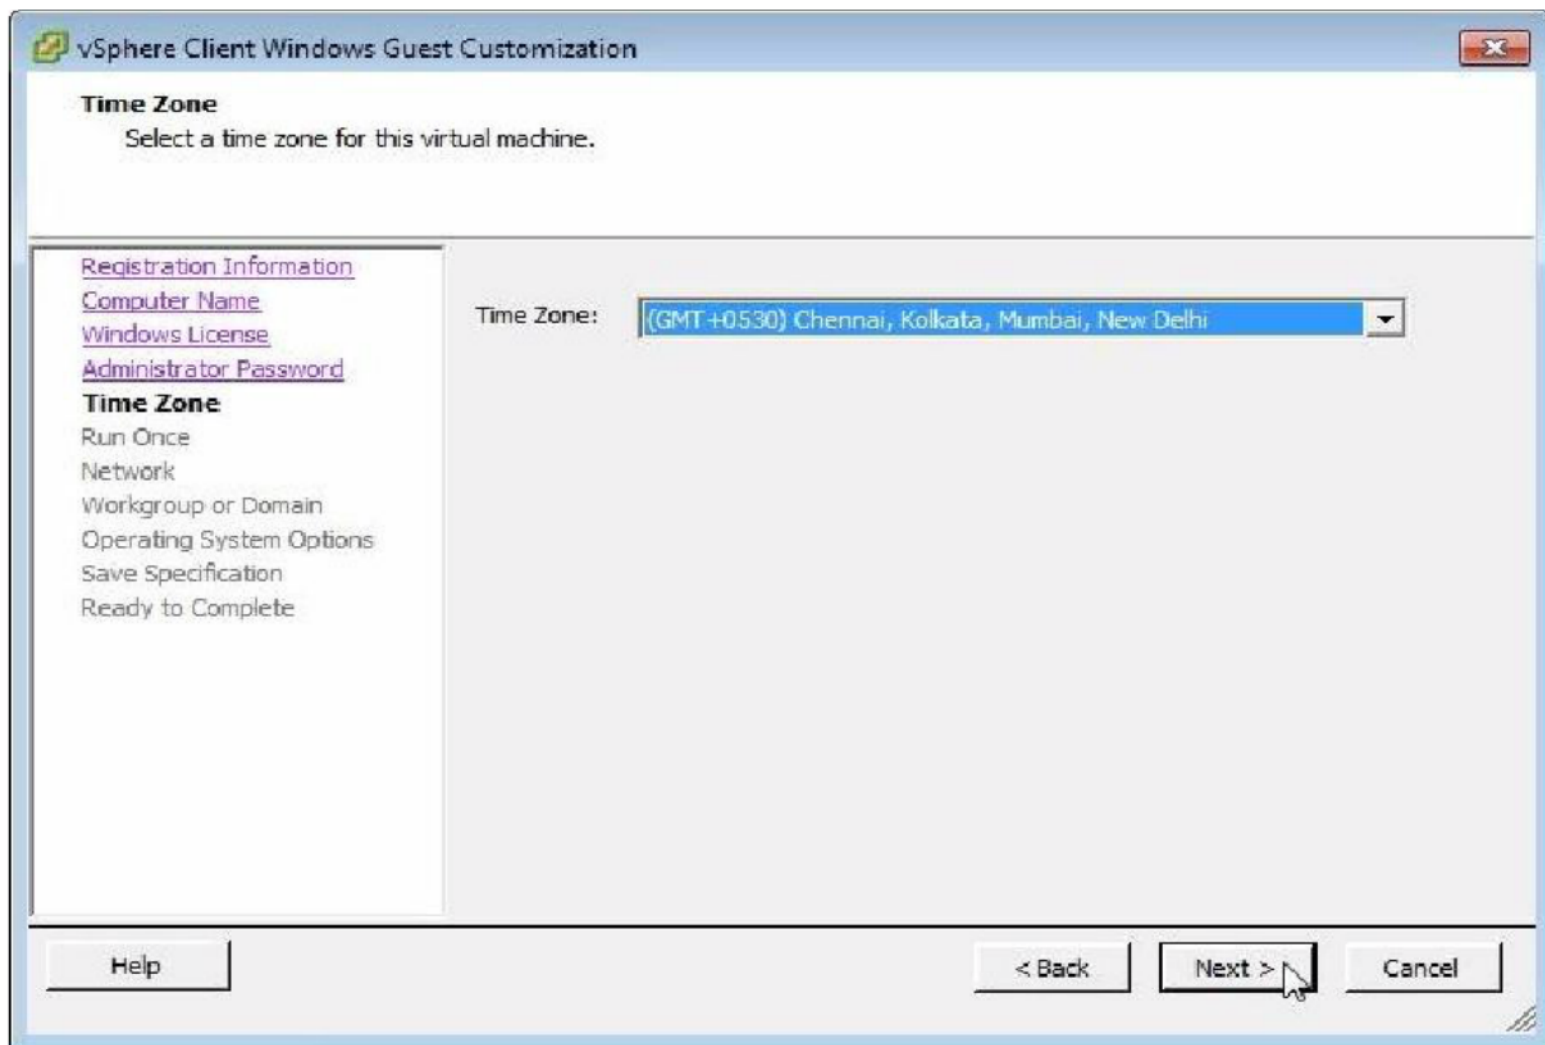 vSphere Client Windows Guest Customization
Time Zone
Select a time zone for this virtual machine.
Registration Information
Computer Name
Windows License
Administrator Password
Time Zone
Run Once
Network
Workgroup or Domain
Operating System Options
Save Specification
Ready to Complete
Time Zone: (GMT+0530) Chennai, Kolkata, Mumbai, New Delhi
Help
< Back
Next >
Cancel